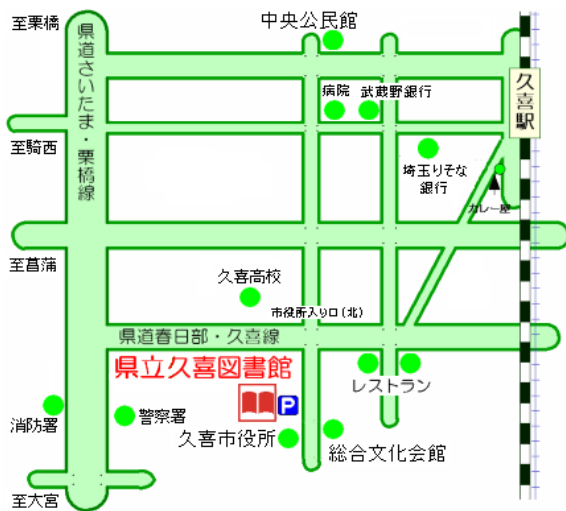 至栗橋
中央公民館
県道さいたま・栗橋線
久喜駅
病院
武蔵野銀行
至騎西
埼玉りそな
銀行
カレー屋
至菖蒲
久喜高校
市役所入り口(北)
県道春日部・久喜線
県立久喜図書館
レストラン
P
消防署
警察署
久喜市役所
総合文化会館
至大宮